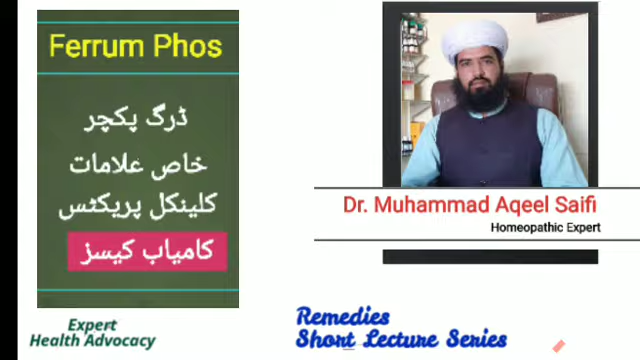 Ferrum Phos
ڈرگ پکچر
خاص علامات
کلینکل پریکٹس
کامیاب کیسز
Dr. Muhammad Aqeel Saifi
Homeopathic Expert
Expert
Health Advocacy
Remedies
Short Lecture Series